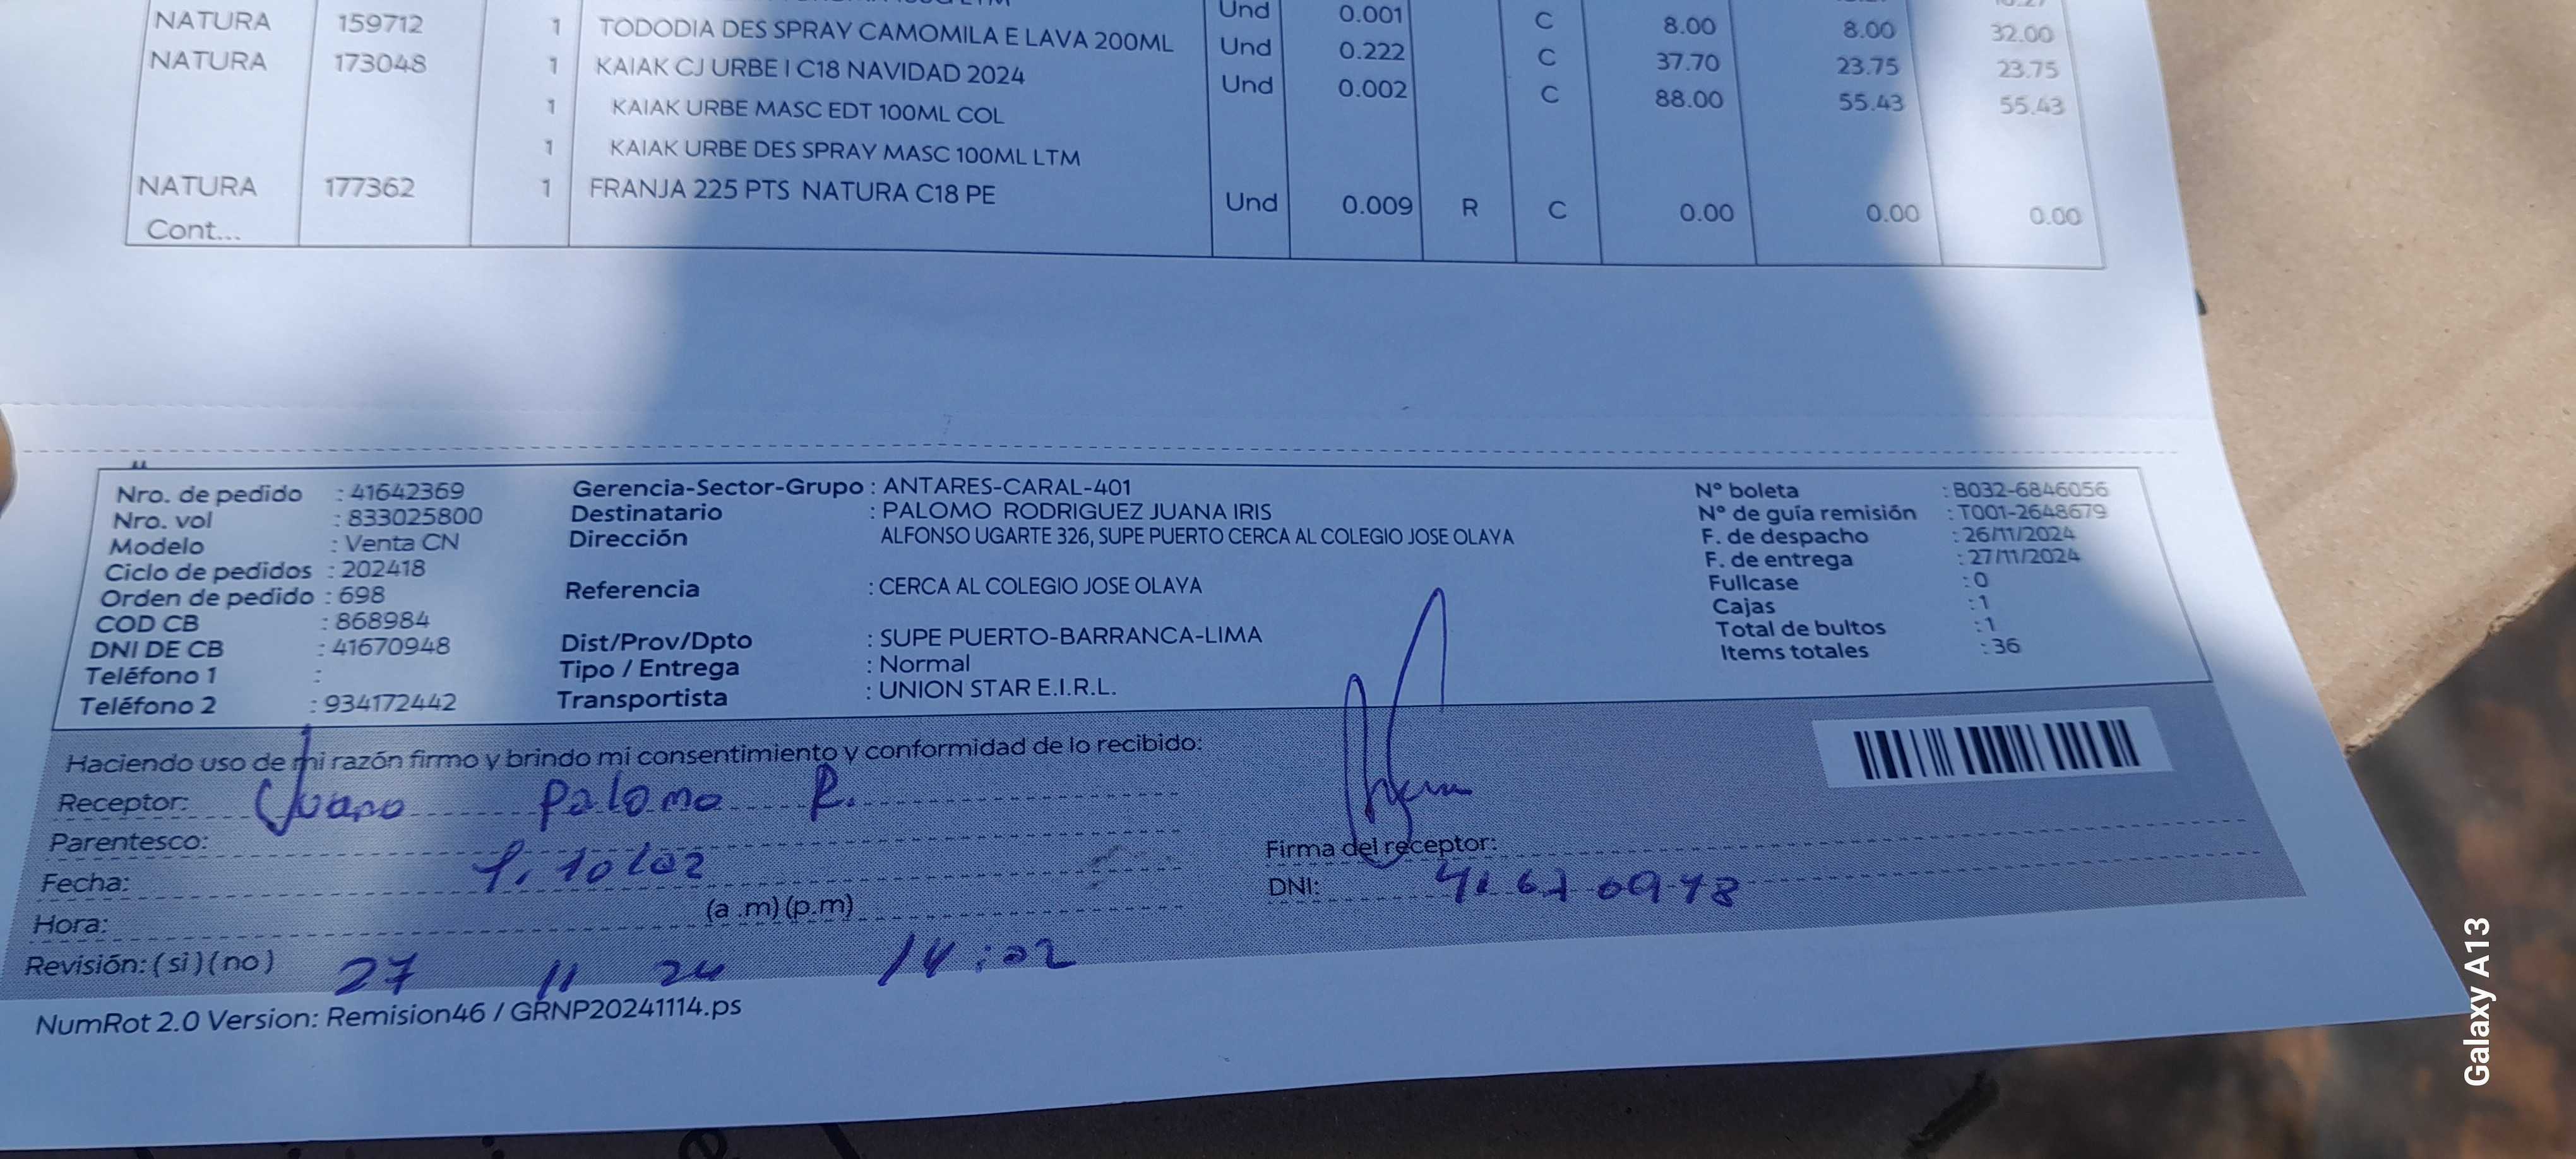 Und 0.001 C 8.00 8.00 32.00
NATURA 159712 1 TODODIA DES SPRAY CAMOMILA E LAVA 200ML Und 0.222 C 37.70 23.75 23.75
NATURA 173048 1 KAIAK CJ URBE I C18 NAVIDAD 2024 Und 0.002 C 88.00 55.43 55.43
1 KAIAK URBE MASC EDT 100ML COL
1 KAIAK URBE DES SPRAY MASC 100ML LTM
NATURA 177362 1 FRANJA 225 PTS NATURA C18 PE Und 0.009 R C 0.00 0.00 0.00
Cont...
Nro. de pedido : 41642369
Nro. vol : 833025800
Modelo : Venta CN
Ciclo de pedidos : 202418
Orden de pedido : 698
COD CB : 868984
DNI DE CB : 41670948
Teléfono 1 :
Teléfono 2 : 934172442
Gerencia-Sector-Grupo : ANTARES-CARAL-401
Destinatario : PALOMO RODRIGUEZ JUANA IRIS
Dirección ALFONSO UGARTE 326, SUPE PUERTO CERCA AL COLEGIO JOSE OLAYA
Referencia : CERCA AL COLEGIO JOSE OLAYA
Dist/Prov/Dpto : SUPE PUERTO-BARRANCA-LIMA
Tipo / Entrega : Normal
Transportista : UNION STAR E.I.R.L.
N° boleta : B032-6846056
N° de guía remisión : T001-2648679
F. de despacho : 26/11/2024
F. de entrega : 27/11/2024
Fullcase : 0
Cajas : 1
Total de bultos : 1
Items totales : 36
Haciendo uso de mi razón firmo y brindo mi consentimiento y conformidad de lo recibido:
Receptor: Juana Palomo R.
Parentesco:
Fecha:
Hora: (a .m) (p.m)
Revisión: ( si ) ( no ) 27 11 24 14:02
Firma del receptor:
DNI: 41670948
NumRot 2.0 Version: Remision46 / GRNP20241114.ps
Galaxy A13